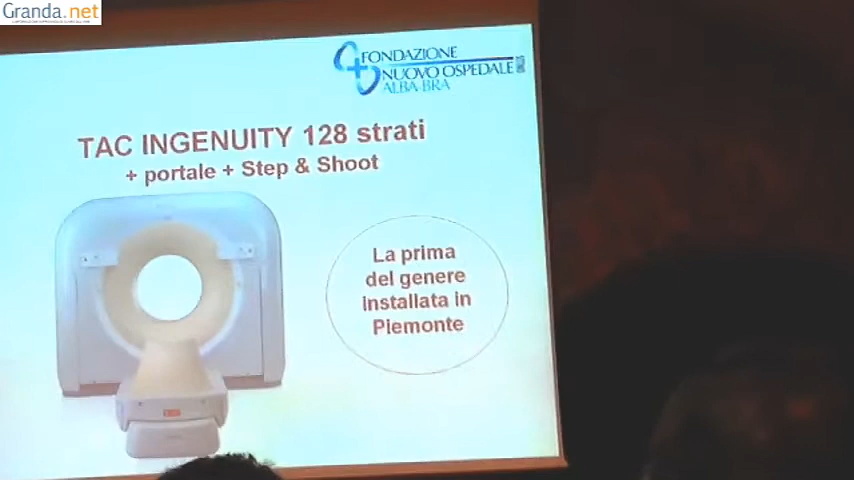 Granda.net
FONDAZIONE
NUOVO OSPEDALE
ALBA-BRA
TAC INGENUITY 128 strati
+ portale + Step & Shoot
La prima
del genere
installata in
Piemonte